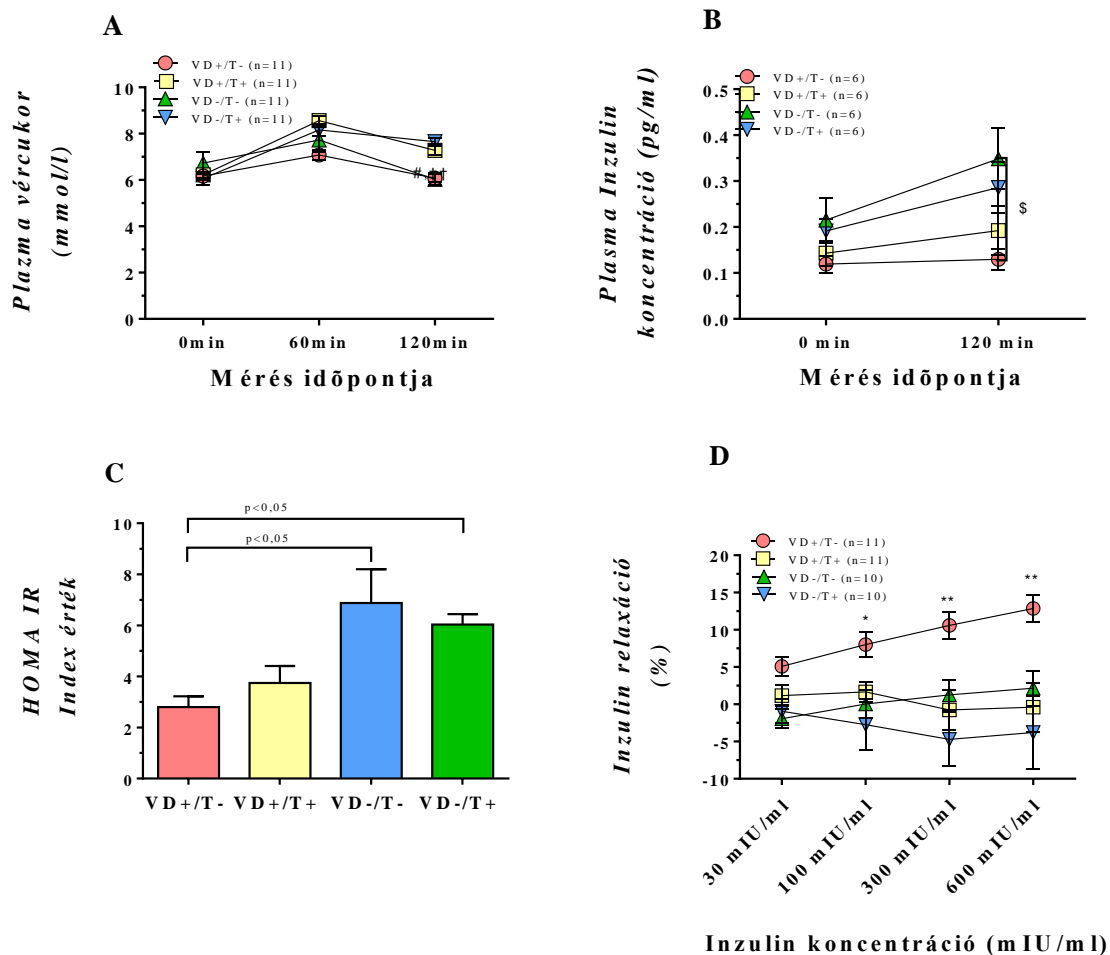 A
VD+/T- (n=11)
VD+/T+ (n=11)
VD-/T- (n=11)
VD-/T+ (n=11)
Plazma vércukor
(mmol/l)
10
8
6
4
2
0
#
0min
60min
120min
Mérés időpontja
B
VD+/T- (n=6)
VD+/T+ (n=6)
VD-/T- (n=6)
VD-/T+ (n=6)
Plasma Inzulin
koncentráció (pg/ml)
0.5
0.4
0.3
0.2
0.1
0.0
$
0 min
120 min
Mérés időpontja
C
p<0,05
p<0,05
HOMA IR
Index érték
10
8
6
4
2
0
VD+/T-
VD+/T+
VD-/T-
VD-/T+
D
VD+/T- (n=11)
VD+/T+ (n=11)
VD-/T- (n=10)
VD-/T+ (n=10)
Inzulin relaxáció
(%)
20
15
10
5
0
-5
-10
*
**
**
30 mIU/ml
100 mIU/ml
300 mIU/ml
600 mIU/ml
Inzulin koncentráció (mIU/ml)